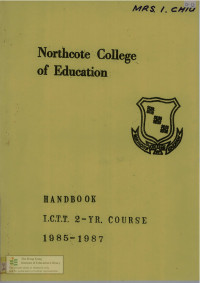 MRS. I. CHIU
Northcote College
of Education
HANDBOOK
I.C.T.T. 2-YR. COURSE
1985-1987